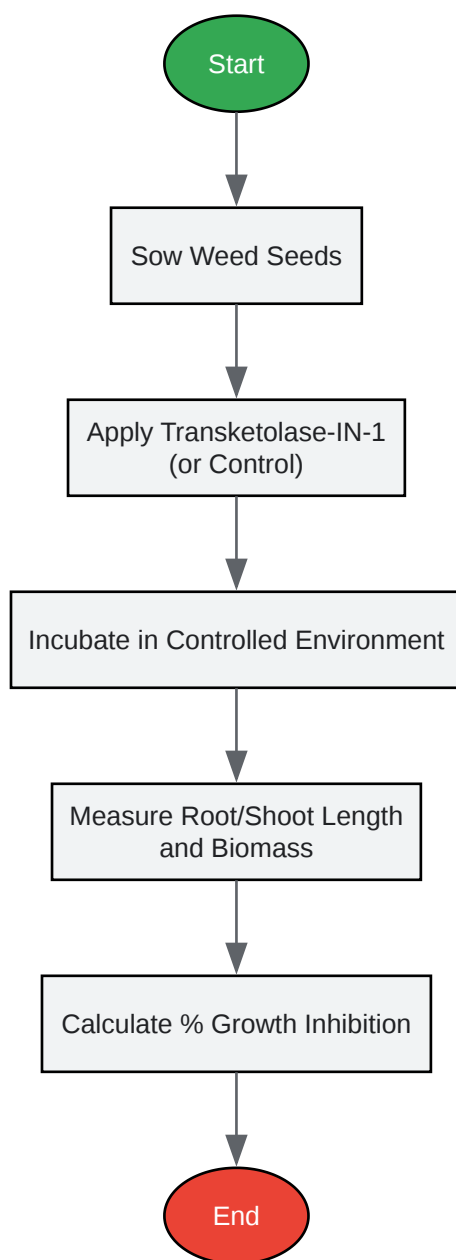 Start
Sow Weed Seeds
Apply Transketolase-IN-1
(or Control)
Incubate in Controlled Environment
Measure Root/Shoot Length
and Biomass
Calculate % Growth Inhibition
End